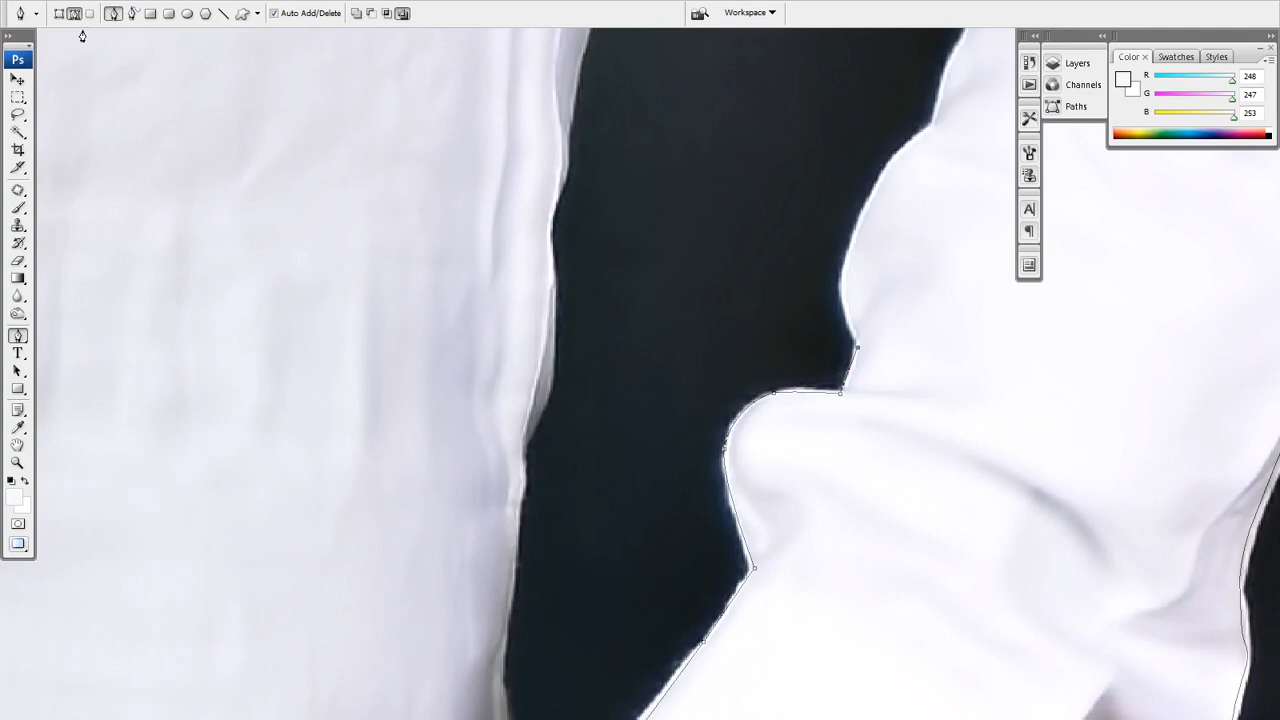 Auto Add/Delete
Workspace
Ps
Layers
Channels
Paths
Color
Swatches
Styles
R 248
G 247
B 253
A
T